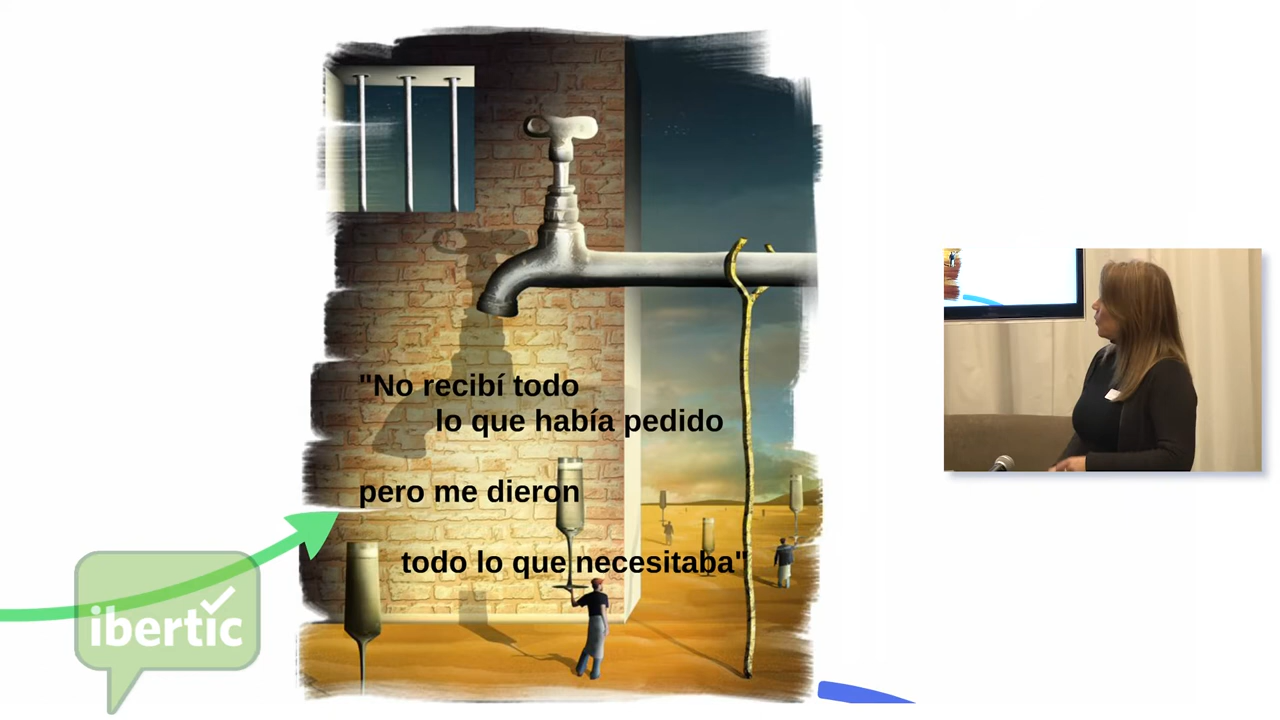 "No recibí todo
lo que había pedido
pero me dieron
todo lo que necesitaba"
ibertic